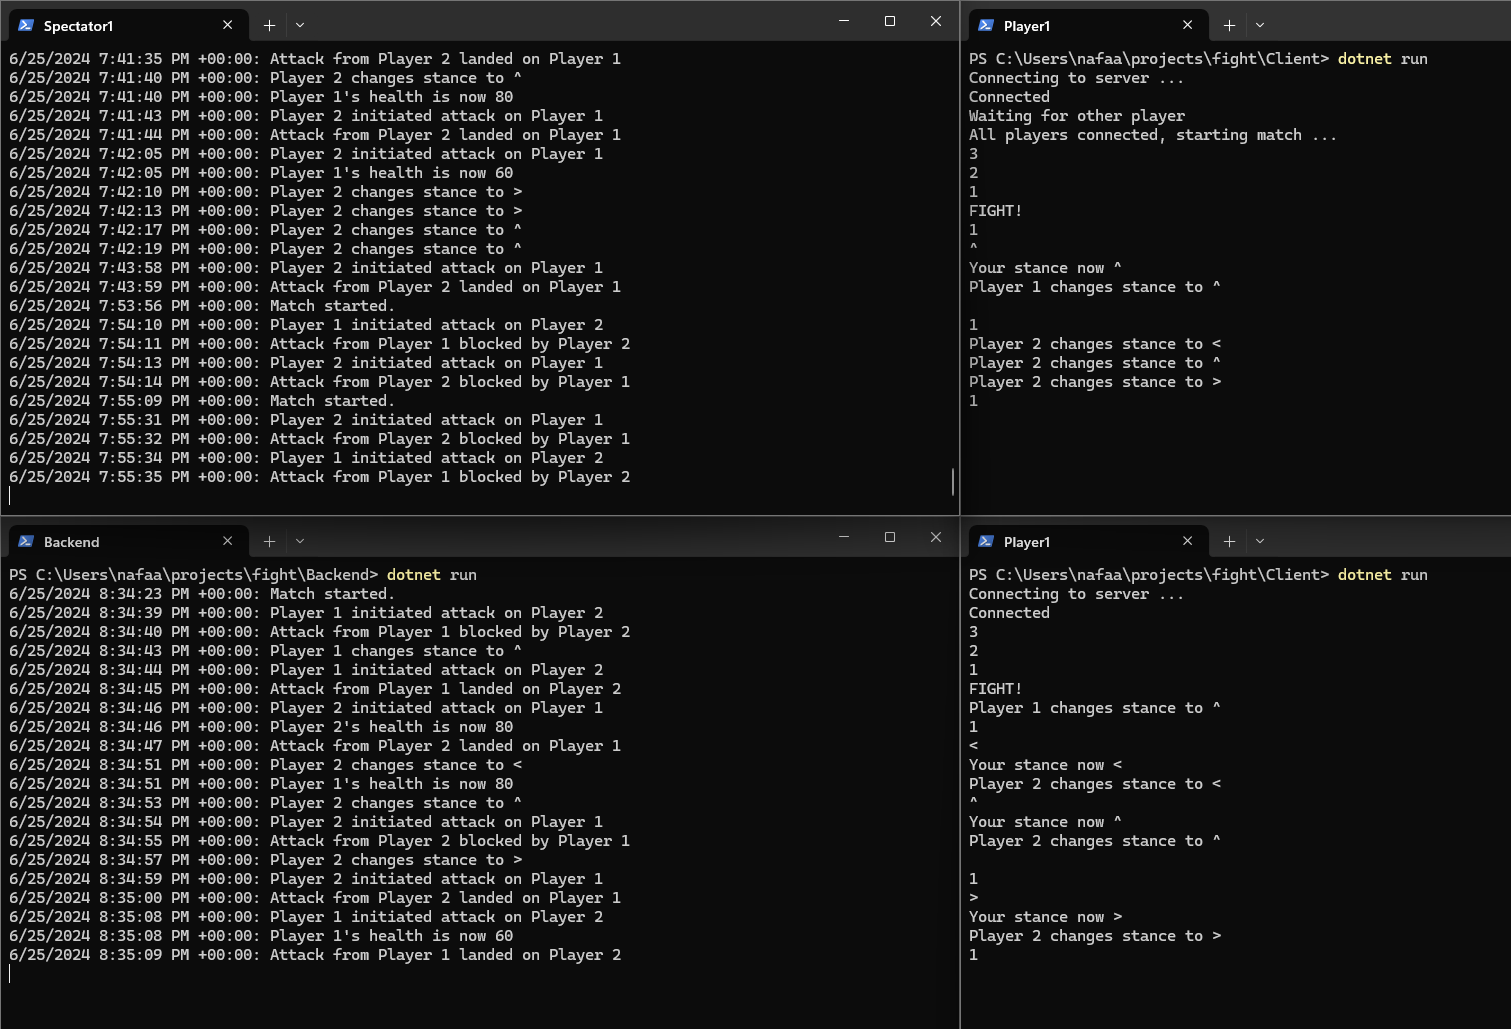 Spectator1
6/25/2024 7:41:35 PM +00:00: Attack from Player 2 landed on Player 1
6/25/2024 7:41:40 PM +00:00: Player 2 changes stance to ^
6/25/2024 7:41:40 PM +00:00: Player 1's health is now 80
6/25/2024 7:41:43 PM +00:00: Player 2 initiated attack on Player 1
6/25/2024 7:41:44 PM +00:00: Attack from Player 2 landed on Player 1
6/25/2024 7:42:05 PM +00:00: Player 2 initiated attack on Player 1
6/25/2024 7:42:05 PM +00:00: Player 1's health is now 60
6/25/2024 7:42:10 PM +00:00: Player 2 changes stance to >
6/25/2024 7:42:13 PM +00:00: Player 2 changes stance to >
6/25/2024 7:42:17 PM +00:00: Player 2 changes stance to ^
6/25/2024 7:42:19 PM +00:00: Player 2 changes stance to ^
6/25/2024 7:43:58 PM +00:00: Player 2 initiated attack on Player 1
6/25/2024 7:43:59 PM +00:00: Attack from Player 2 landed on Player 1
6/25/2024 7:53:56 PM +00:00: Match started.
6/25/2024 7:54:10 PM +00:00: Player 1 initiated attack on Player 2
6/25/2024 7:54:11 PM +00:00: Attack from Player 1 blocked by Player 2
6/25/2024 7:54:13 PM +00:00: Player 2 initiated attack on Player 1
6/25/2024 7:54:14 PM +00:00: Attack from Player 2 blocked by Player 1
6/25/2024 7:55:09 PM +00:00: Match started.
6/25/2024 7:55:31 PM +00:00: Player 2 initiated attack on Player 1
6/25/2024 7:55:32 PM +00:00: Attack from Player 2 blocked by Player 1
6/25/2024 7:55:34 PM +00:00: Player 1 initiated attack on Player 2
6/25/2024 7:55:35 PM +00:00: Attack from Player 1 blocked by Player 2
Player1
PS C:\Users\nafaa\projects\fight\Client> dotnet run
Connecting to server ...
Connected
Waiting for other player
All players connected, starting match ...
3
2
1
FIGHT!
1
^
Your stance now ^
Player 1 changes stance to ^
1
Player 2 changes stance to <
Player 2 changes stance to ^
Player 2 changes stance to >
1
Backend
PS C:\Users\nafaa\projects\fight\Backend> dotnet run
6/25/2024 8:34:23 PM +00:00: Match started.
6/25/2024 8:34:39 PM +00:00: Player 1 initiated attack on Player 2
6/25/2024 8:34:40 PM +00:00: Attack from Player 1 blocked by Player 2
6/25/2024 8:34:43 PM +00:00: Player 1 changes stance to ^
6/25/2024 8:34:44 PM +00:00: Player 1 initiated attack on Player 2
6/25/2024 8:34:45 PM +00:00: Attack from Player 1 landed on Player 2
6/25/2024 8:34:46 PM +00:00: Player 2 initiated attack on Player 1
6/25/2024 8:34:46 PM +00:00: Player 2's health is now 80
6/25/2024 8:34:47 PM +00:00: Attack from Player 2 landed on Player 1
6/25/2024 8:34:51 PM +00:00: Player 2 changes stance to <
6/25/2024 8:34:51 PM +00:00: Player 1's health is now 80
6/25/2024 8:34:53 PM +00:00: Player 2 changes stance to ^
6/25/2024 8:34:54 PM +00:00: Player 2 initiated attack on Player 1
6/25/2024 8:34:55 PM +00:00: Attack from Player 2 blocked by Player 1
6/25/2024 8:34:57 PM +00:00: Player 2 changes stance to >
6/25/2024 8:34:59 PM +00:00: Player 2 initiated attack on Player 1
6/25/2024 8:35:00 PM +00:00: Attack from Player 2 landed on Player 1
6/25/2024 8:35:08 PM +00:00: Player 1 initiated attack on Player 2
6/25/2024 8:35:08 PM +00:00: Player 1's health is now 60
6/25/2024 8:35:09 PM +00:00: Attack from Player 1 landed on Player 2
Player1
PS C:\Users\nafaa\projects\fight\Client> dotnet run
Connecting to server ...
Connected
3
2
1
FIGHT!
Player 1 changes stance to ^
1
<
Your stance now <
Player 2 changes stance to <
^
Your stance now ^
Player 2 changes stance to ^
1
>
Your stance now >
Player 2 changes stance to >
1